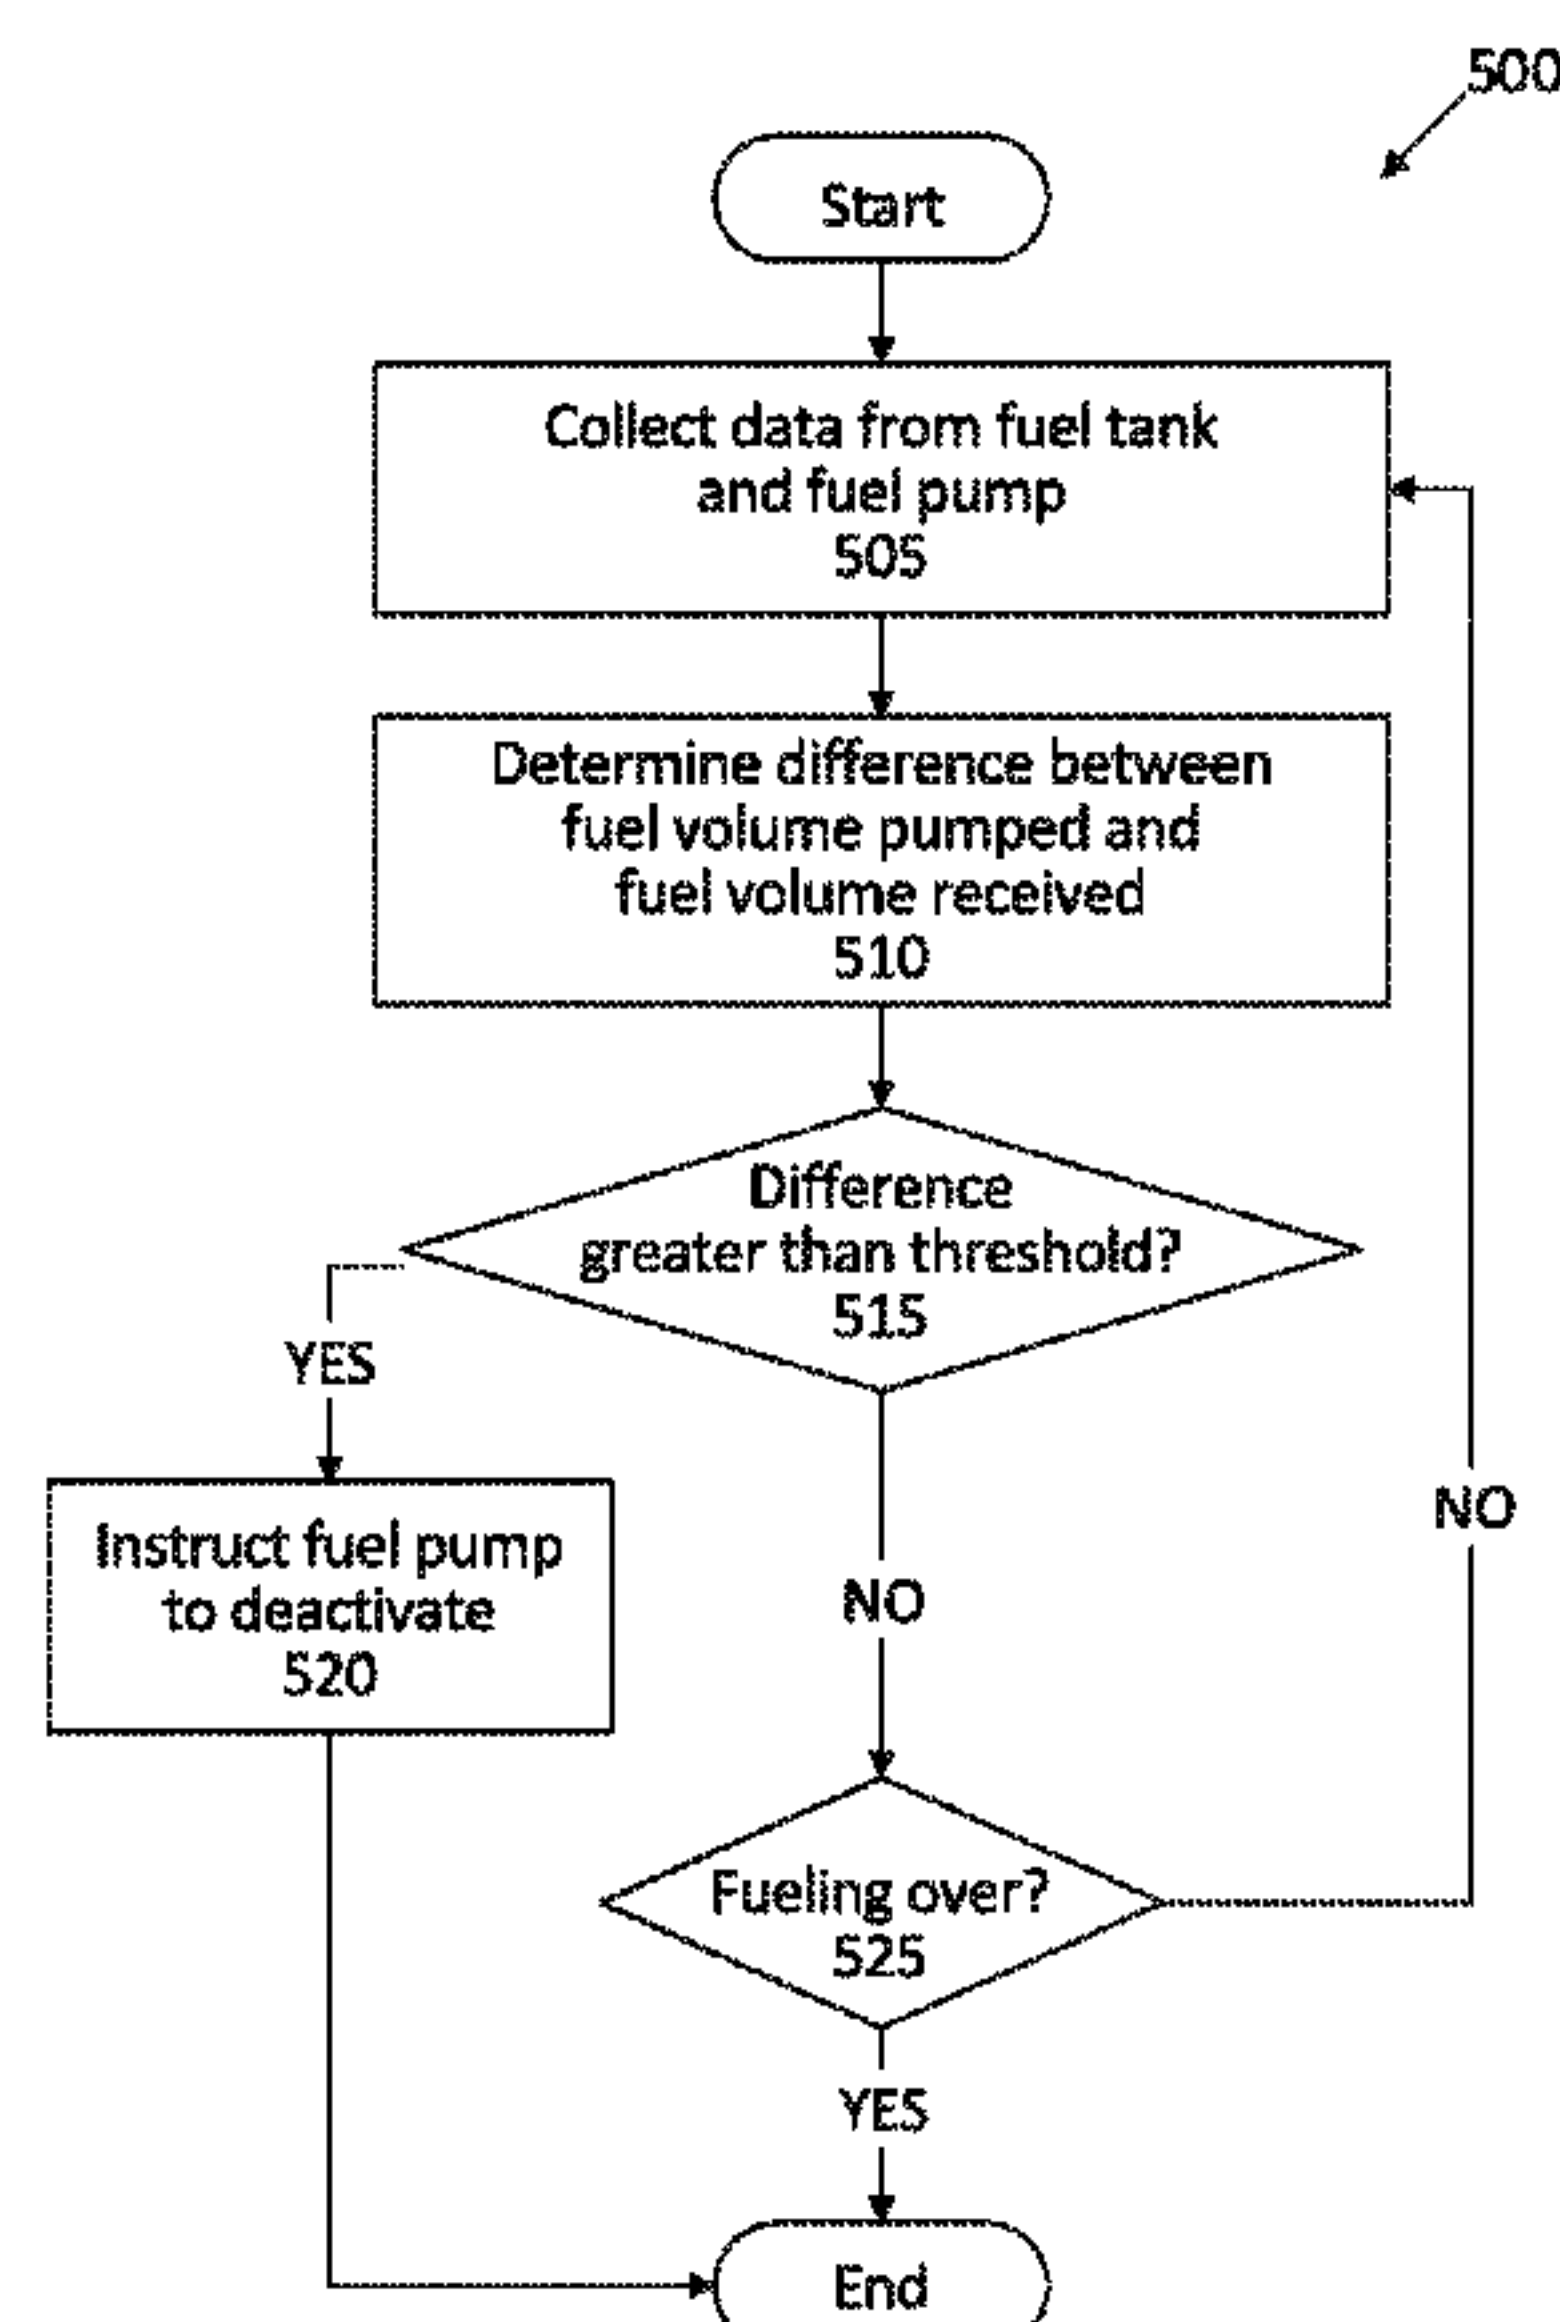 500
Start
Collect data from fuel tank
and fuel pump
505
Determine difference between
fuel volume pumped and
fuel volume received
510
Difference
greater than threshold?
515
YES
Instruct fuel pump
to deactivate
520
NO
NO
Fueling over?
525
YES
End